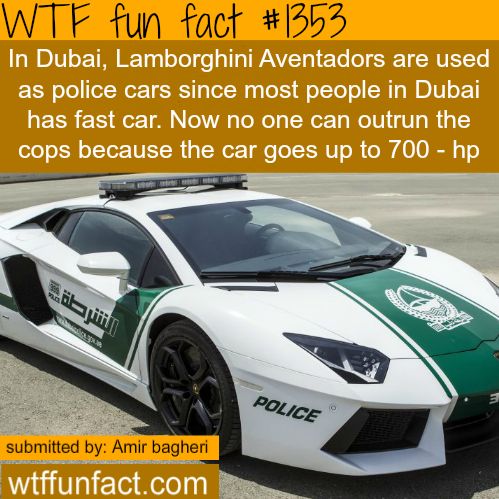 WTF fun fact #1353
In Dubai, Lamborghini Aventadors are used
as police cars since most people in Dubai
has fast car. Now no one can outrun the
cops because the car goes up to 700 - hp
الشرطة
POLICE
submitted by: Amir bagheri
wtffunfact.com